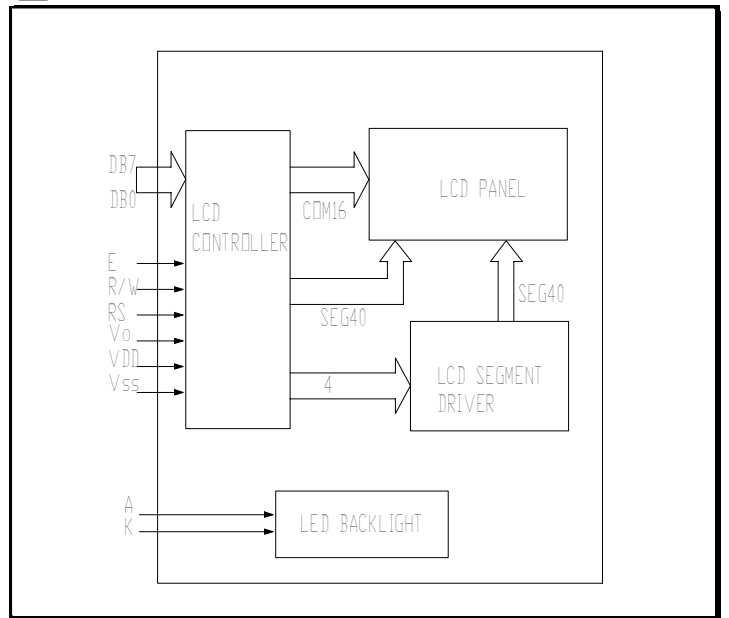 DB7
DB0
LCD
CONTROLLER
COM16
LCD PANEL
E
R/W
RS
Vo
VDD
Vss
SEG40
SEG40
4
LCD SEGMENT
DRIVER
A
K
LED BACKLIGHT